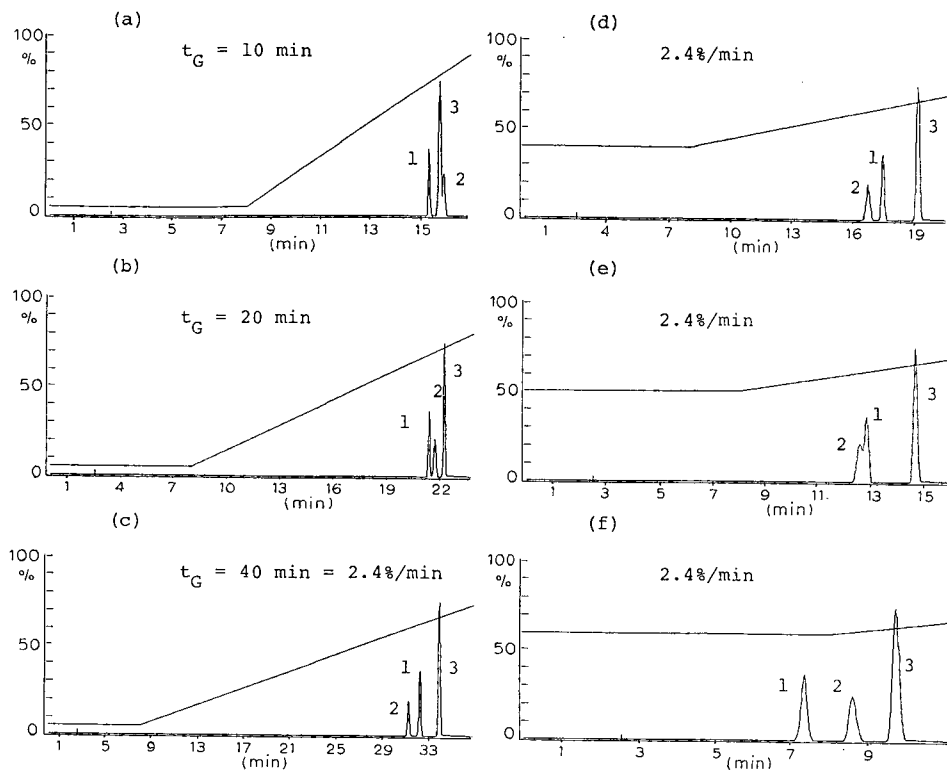 (a)
t_G = 10 min
100
%
50
0
1
2
3
1 3 5 7 9 11 13 15
(min)
(b)
t_G = 20 min
100
%
50
0
1
2
3
1 4 7 10 13 16 19 22
(min)
(c)
t_G = 40 min = 2.4%/min
100
%
50
0
2
1
3
1 5 9 13 17 21 25 29 33
(min)
(d)
2.4%/min
100
%
50
0
2
1
3
1 4 7 10 13 16 19
(min)
(e)
2.4%/min
100
%
50
0
2
1
3
1 3 5 7 9 11 13 15
(min)
(f)
2.4%/min
100
%
50
0
1
2
3
1 3 5 7 9
(min)